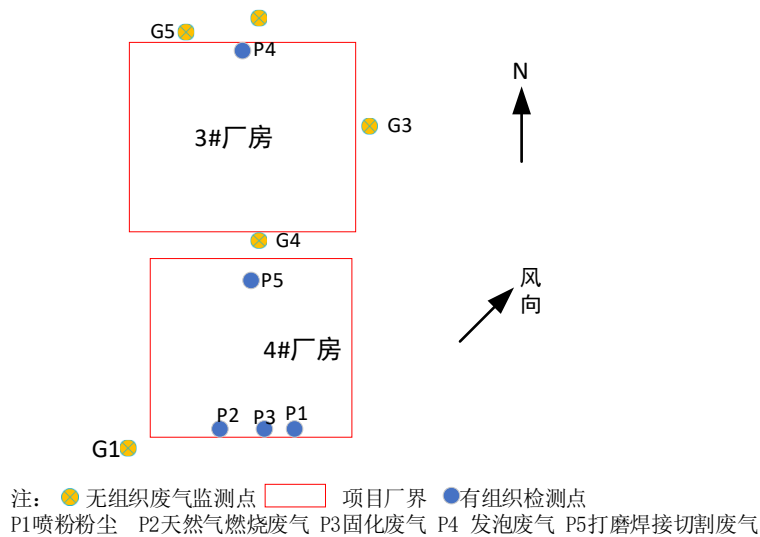 G5
P4
N
G3
3#厂房
G4
P5
风
向
4#厂房
P2
P3
P1
G1
注： 无组织废气监测点 项目厂界 有组织检测点
P1喷粉粉尘 P2天然气燃烧废气 P3固化废气 P4 发泡废气 P5打磨焊接切割废气